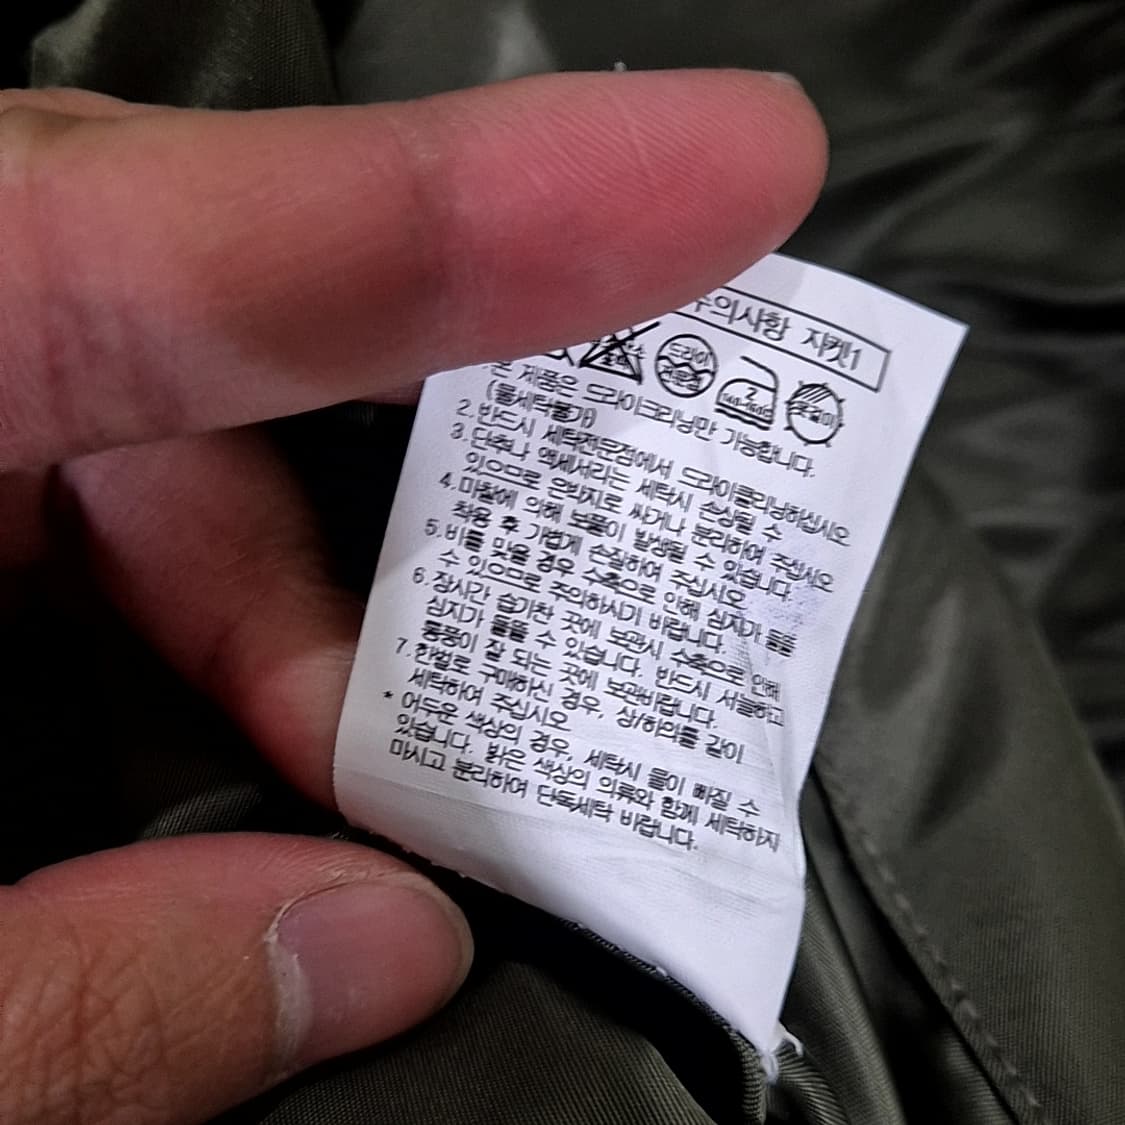 주의사항 자켓1
드라이
전문점
2
140-160℃
옷걸이
본 제품은 드라이크리닝만 가능합니다.
(물세탁불가)
2. 반드시 세탁전문점에서 드라이클리닝하십시오
3. 단추나 액세서리는 세탁시 손상될 수
있으므로 은박지로 싸거나 분리하여 주십시오
4. 마찰에 의해 보풀이 발생될 수 있습니다.
착용 후 가볍게 손질하여 주십시오
5. 비를 맞을 경우 수축으로 인해 심지가 들뜰
수 있으므로 주의하시기 바랍니다.
6. 장시간 습기찬 곳에 보관시 수축으로 인해
심지가 들뜰 수 있습니다. 반드시 서늘하고
통풍이 잘 되는 곳에 보관바랍니다.
7. 한벌로 구매하신 경우, 상/하의를 같이
세탁하여 주십시오
* 어두운 색상의 경우, 세탁시 물이 빠질 수
있습니다. 밝은 색상의 의류와 함께 세탁하지
마시고 분리하여 단독세탁 바랍니다.